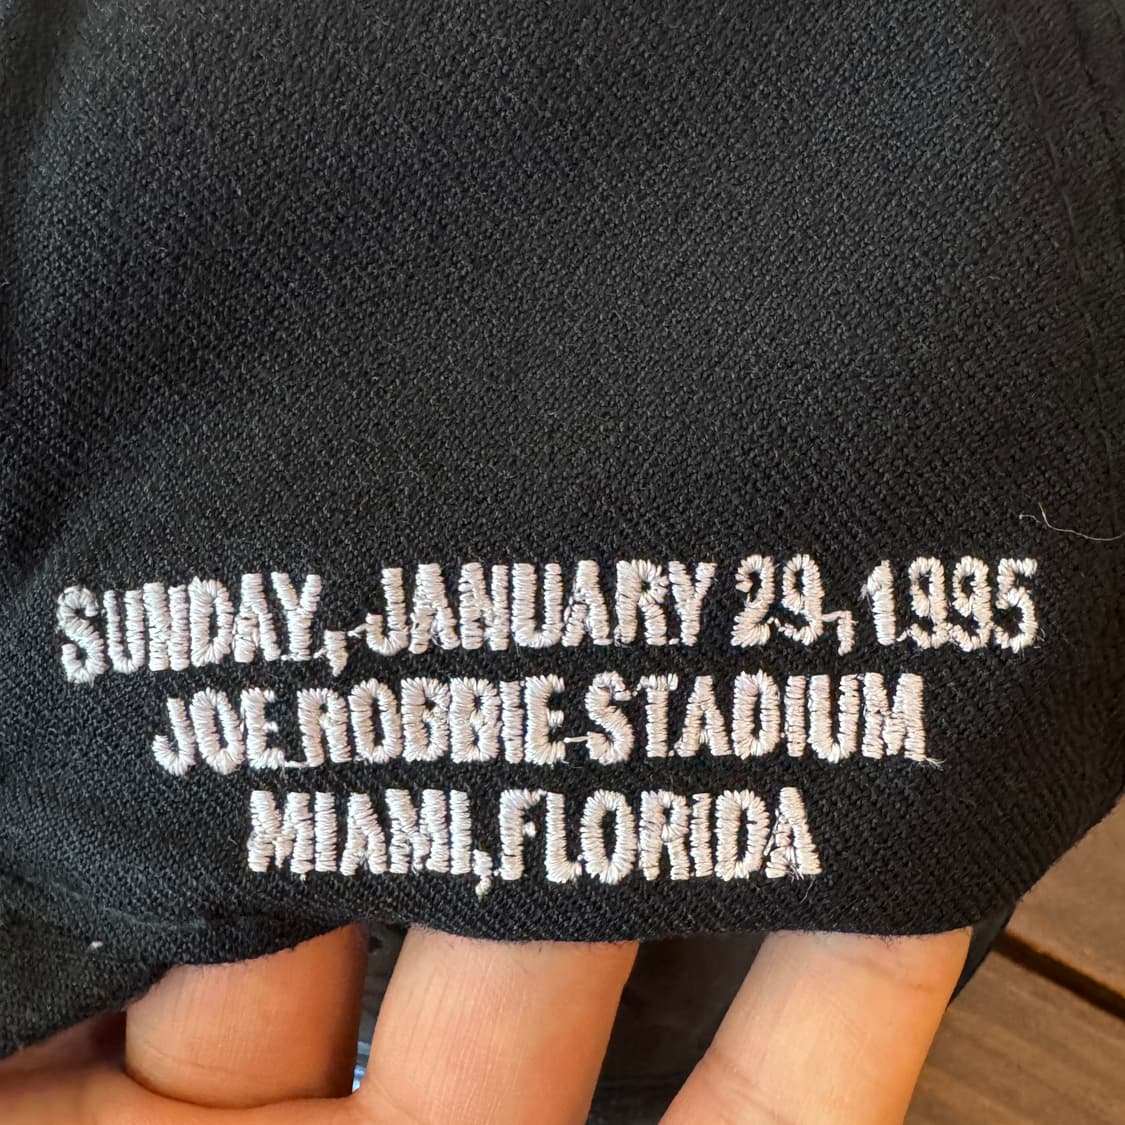 SUNDAY, JANUARY 29, 1995
JOE ROBBIE STADIUM
MIAMI, FLORIDA